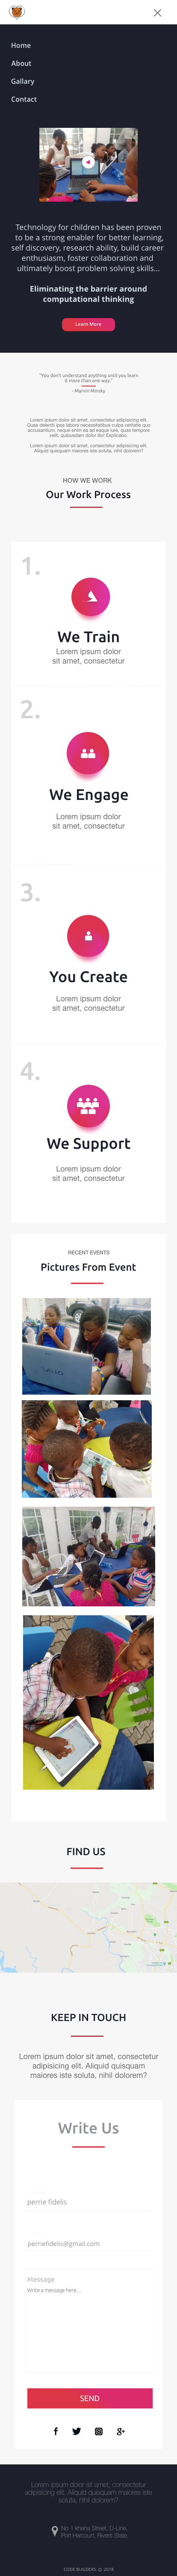 Home
About
Gallary
Contact
Technology for children has been proven
to be a strong enabler for better learning,
self discovery, research ability, build career
enthusiasm, foster collaboration and
ultimately boost problem solving skills...
Eliminating the barrier around
computational thinking
Learn More
"You don't understand anything until you learn
it more than one way."
- Marvin Minsky
Lorem ipsum dolor sit amet, consectetur adipisicing elit.
Quae deleniti ipsa labore necessitatibus culpa veritatis que
accusantium, neque enim ea ad eaque iure, quas tempore
velit, quibusdam dolor illo! Explicabo.
Lorem ipsum dolor sit amet, consectetur adipisicing elit.
Aliquid quisquam maiores iste soluta, nihil dolorem?
HOW WE WORK
Our Work Process
1.
We Train
Lorem ipsum dolor
sit amet, consectetur
2.
We Engage
Lorem ipsum dolor
sit amet, consectetur
3.
You Create
Lorem ipsum dolor
sit amet, consectetur
4.
We Support
Lorem ipsum dolor
sit amet, consectetur
RECENT EVENTS
Pictures From Event
FIND US
KEEP IN TOUCH
Lorem ipsum dolor sit amet, consectetur
adipisicing elit. Aliquid quisquam
maiores iste soluta, nihil dolorem?
Write Us
perrie fidelis
perriefidelis@gmail.com
Message
Write a message here...
SEND
Lorem ipsum dolor sit amet, consectetur
adipisicing elit. Aliquid quisquam maiores iste
soluta, nihil dolorem?
No 1 khana Street, D-Line,
Port Harcourt, Rivers State.
CODE BUILDERS. @ 2018